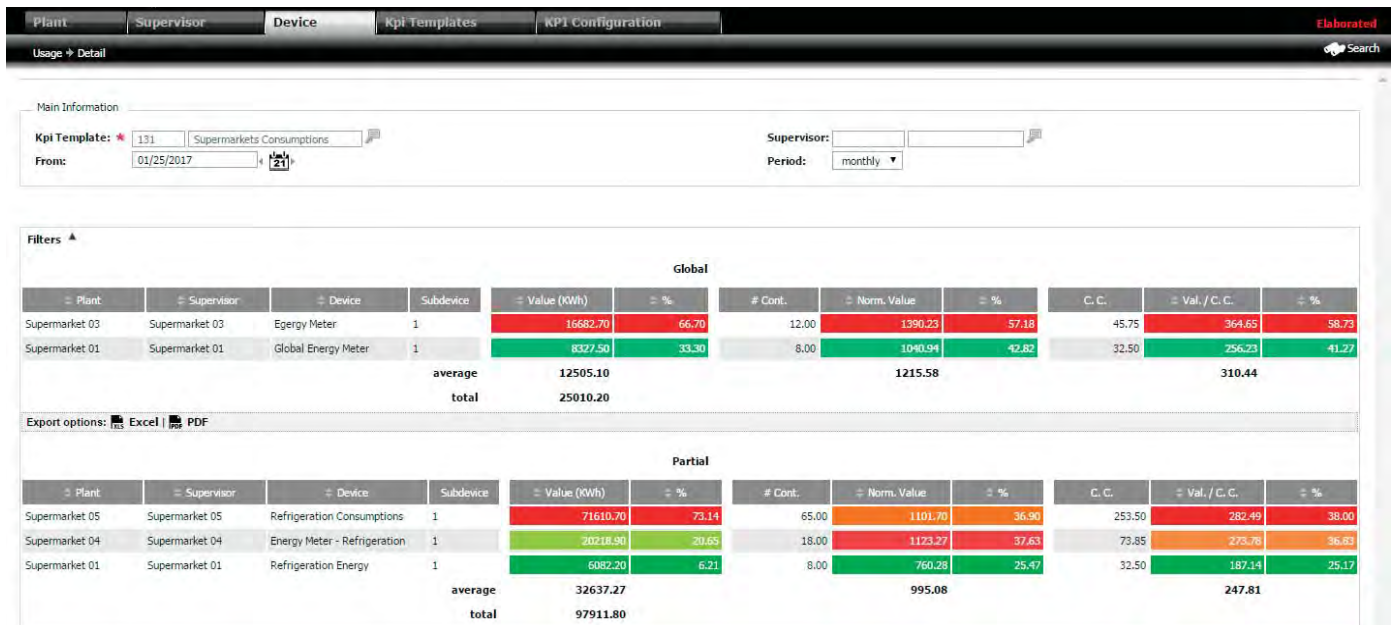 Plant Supervisor Device Kpi Templates KPI Configuration Elaborated
Usage Detail Search
Main Information
Kpi Template: * 131 Supermarkets Consumptions Supervisor:
From: 01/25/2017 21 Period: monthly
Filters
Global
Plant Supervisor Device Subdevice Value (KWh) % # Cont. Norm. Value % C. C. Val. / C. C. %
Supermarket 03 Supermarket 03 Egergy Meter 1 16682.70 66.70 12.00 1390.23 57.18 45.75 364.65 58.73
Supermarket 01 Supermarket 01 Global Energy Meter 1 8327.50 33.30 8.00 1040.94 42.82 32.50 256.23 41.27
average 12505.10 1215.58 310.44
total 25010.20
Export options: XLS Excel | PDF PDF
Partial
Plant Supervisor Device Subdevice Value (KWh) % # Cont. Norm. Value % C. C. Val. / C. C. %
Supermarket 05 Supermarket 05 Refrigeration Consumptions 1 71610.70 73.14 65.00 1101.70 36.90 253.50 282.49 38.00
Supermarket 04 Supermarket 04 Energy Meter - Refrigeration 1 20218.90 20.65 18.00 1123.27 37.63 73.85 273.78 36.83
Supermarket 01 Supermarket 01 Refrigeration Energy 1 6082.20 6.21 8.00 760.28 25.47 32.50 187.14 25.17
average 32637.27 995.08 247.81
total 97911.80